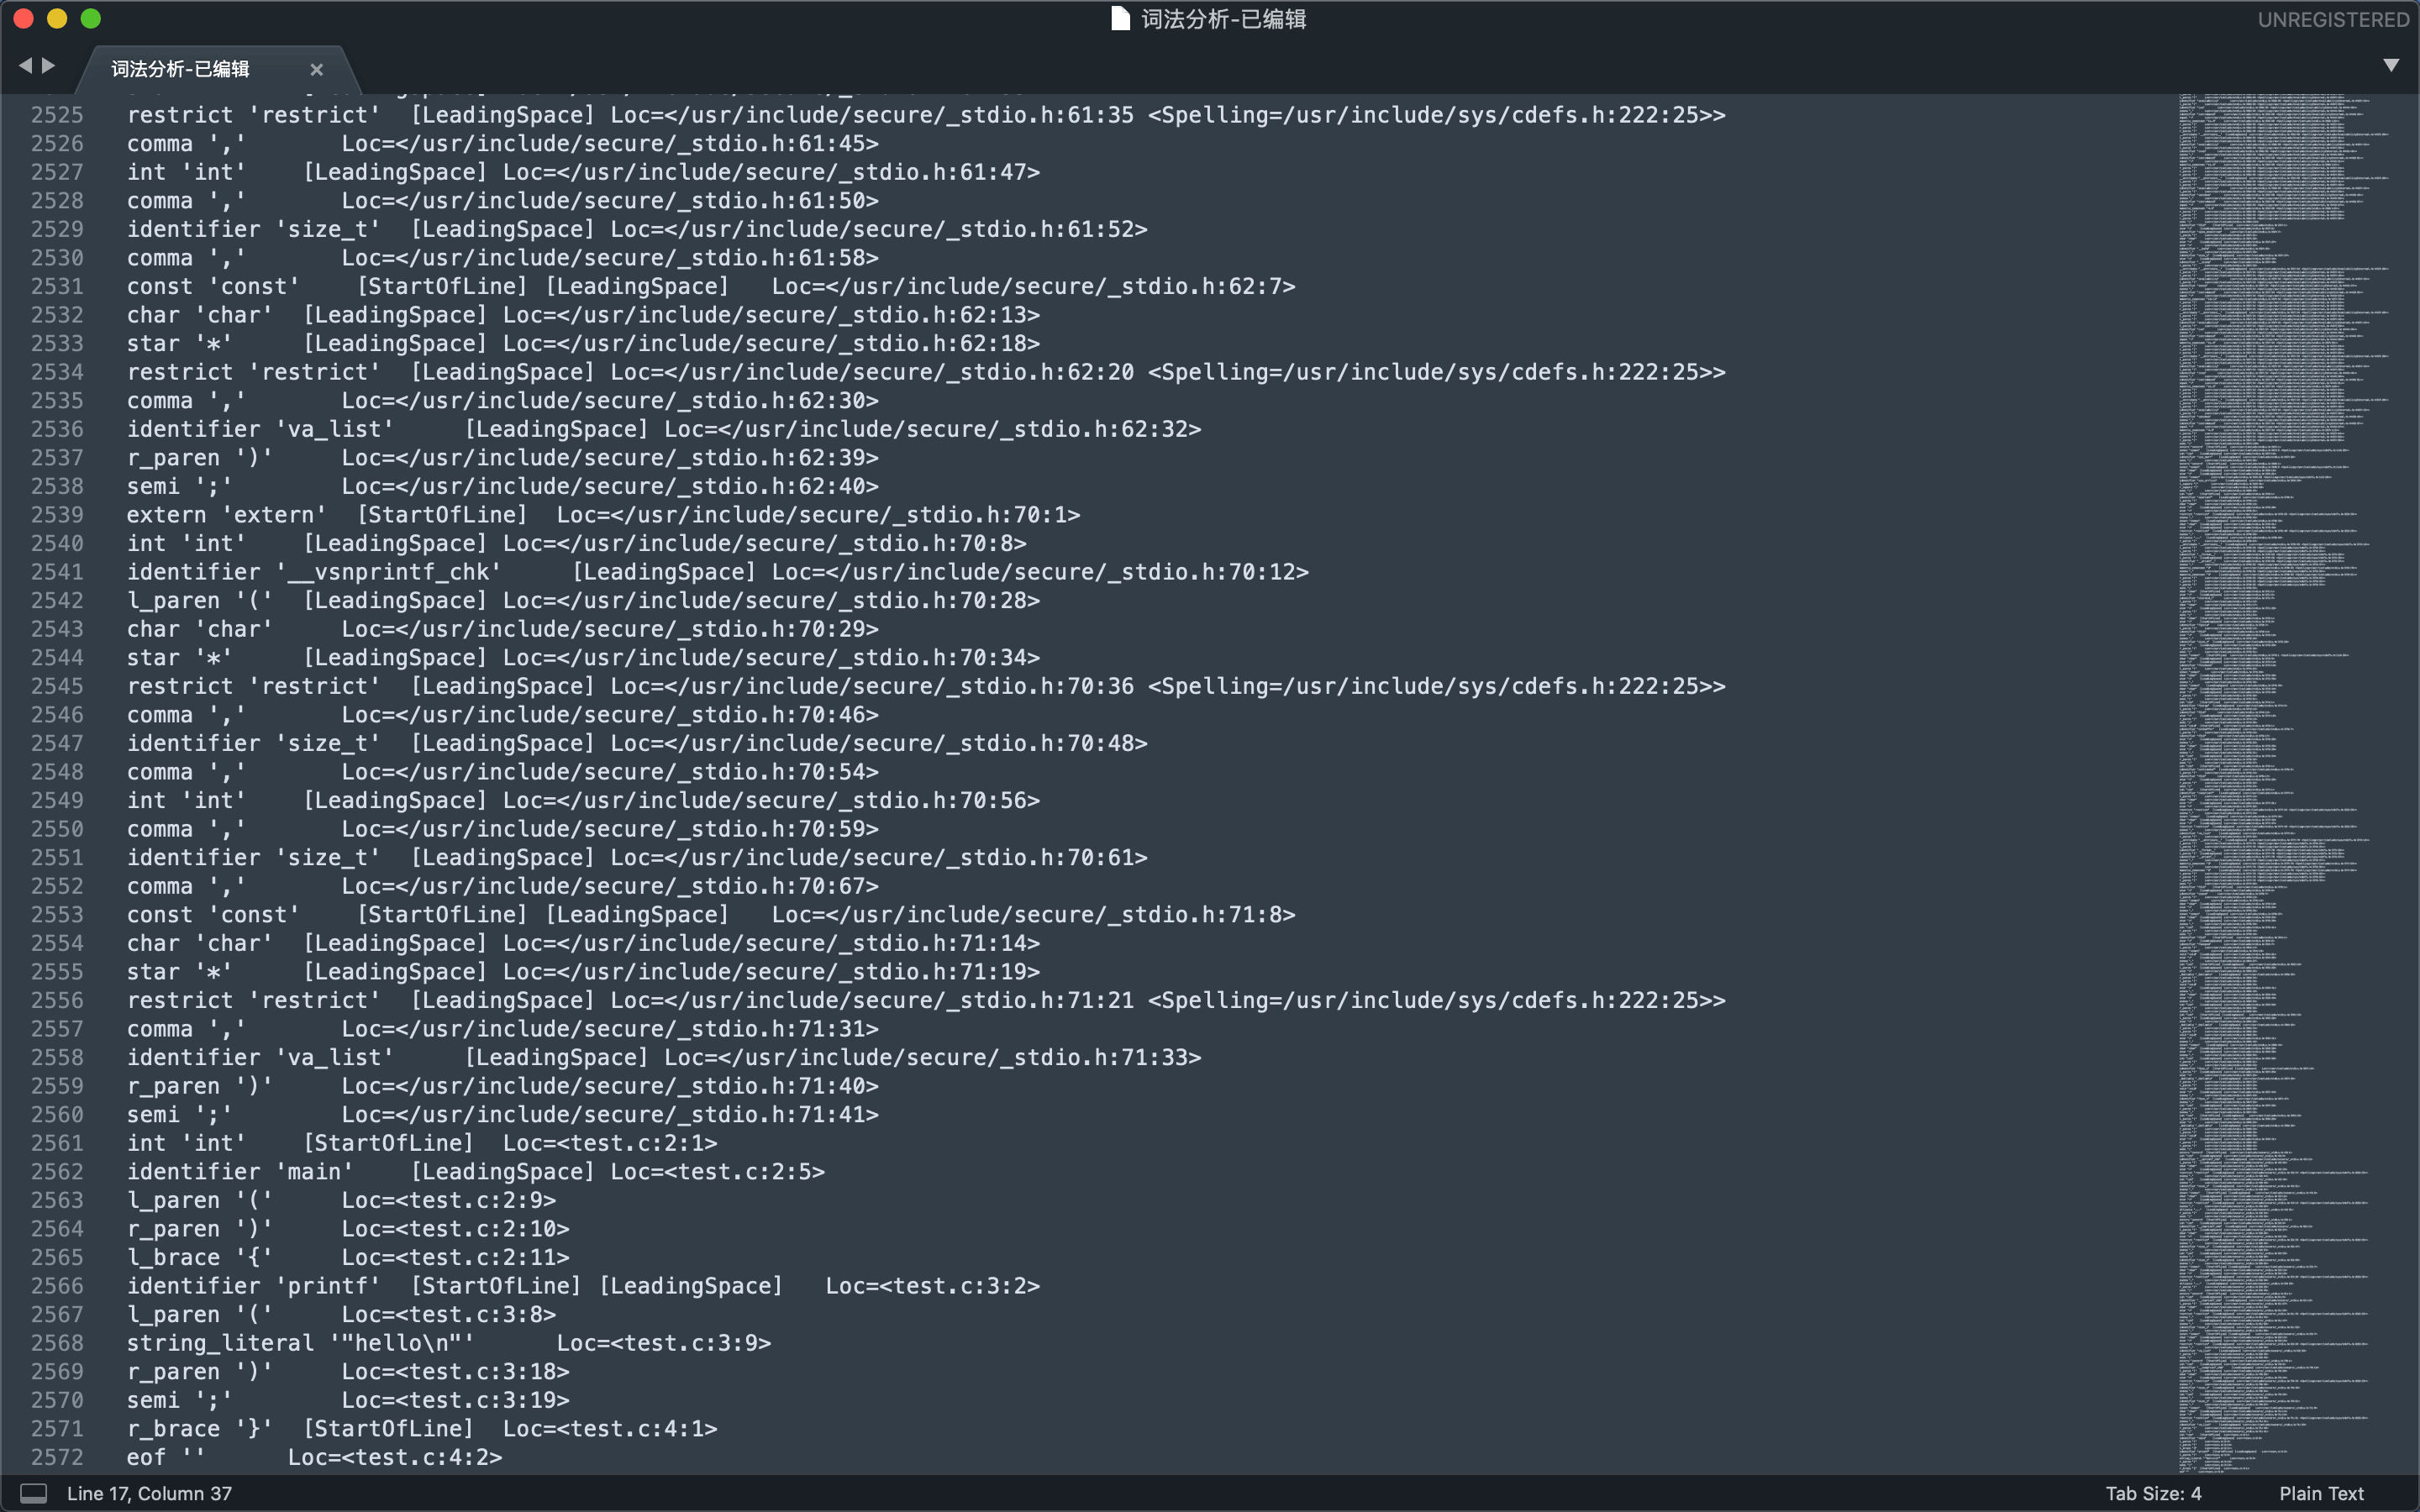 词法分析-已编辑
UNREGISTERED
词法分析-已编辑 ×
2525 restrict 'restrict' [LeadingSpace] Loc=</usr/include/secure/_stdio.h:61:35 <Spelling=/usr/include/sys/cdefs.h:222:25>>
2526 comma ',' Loc=</usr/include/secure/_stdio.h:61:45>
2527 int 'int' [LeadingSpace] Loc=</usr/include/secure/_stdio.h:61:47>
2528 comma ',' Loc=</usr/include/secure/_stdio.h:61:50>
2529 identifier 'size_t' [LeadingSpace] Loc=</usr/include/secure/_stdio.h:61:52>
2530 comma ',' Loc=</usr/include/secure/_stdio.h:61:58>
2531 const 'const' [StartOfLine] [LeadingSpace] Loc=</usr/include/secure/_stdio.h:62:7>
2532 char 'char' [LeadingSpace] Loc=</usr/include/secure/_stdio.h:62:13>
2533 star '*' [LeadingSpace] Loc=</usr/include/secure/_stdio.h:62:18>
2534 restrict 'restrict' [LeadingSpace] Loc=</usr/include/secure/_stdio.h:62:20 <Spelling=/usr/include/sys/cdefs.h:222:25>>
2535 comma ',' Loc=</usr/include/secure/_stdio.h:62:30>
2536 identifier 'va_list' [LeadingSpace] Loc=</usr/include/secure/_stdio.h:62:32>
2537 r_paren ')' Loc=</usr/include/secure/_stdio.h:62:39>
2538 semi ';' Loc=</usr/include/secure/_stdio.h:62:40>
2539 extern 'extern' [StartOfLine] Loc=</usr/include/secure/_stdio.h:70:1>
2540 int 'int' [LeadingSpace] Loc=</usr/include/secure/_stdio.h:70:8>
2541 identifier '__vsnprintf_chk' [LeadingSpace] Loc=</usr/include/secure/_stdio.h:70:12>
2542 l_paren '(' [LeadingSpace] Loc=</usr/include/secure/_stdio.h:70:28>
2543 char 'char' Loc=</usr/include/secure/_stdio.h:70:29>
2544 star '*' [LeadingSpace] Loc=</usr/include/secure/_stdio.h:70:34>
2545 restrict 'restrict' [LeadingSpace] Loc=</usr/include/secure/_stdio.h:70:36 <Spelling=/usr/include/sys/cdefs.h:222:25>>
2546 comma ',' Loc=</usr/include/secure/_stdio.h:70:46>
2547 identifier 'size_t' [LeadingSpace] Loc=</usr/include/secure/_stdio.h:70:48>
2548 comma ',' Loc=</usr/include/secure/_stdio.h:70:54>
2549 int 'int' [LeadingSpace] Loc=</usr/include/secure/_stdio.h:70:56>
2550 comma ',' Loc=</usr/include/secure/_stdio.h:70:59>
2551 identifier 'size_t' [LeadingSpace] Loc=</usr/include/secure/_stdio.h:70:61>
2552 comma ',' Loc=</usr/include/secure/_stdio.h:70:67>
2553 const 'const' [StartOfLine] [LeadingSpace] Loc=</usr/include/secure/_stdio.h:71:8>
2554 char 'char' [LeadingSpace] Loc=</usr/include/secure/_stdio.h:71:14>
2555 star '*' [LeadingSpace] Loc=</usr/include/secure/_stdio.h:71:19>
2556 restrict 'restrict' [LeadingSpace] Loc=</usr/include/secure/_stdio.h:71:21 <Spelling=/usr/include/sys/cdefs.h:222:25>>
2557 comma ',' Loc=</usr/include/secure/_stdio.h:71:31>
2558 identifier 'va_list' [LeadingSpace] Loc=</usr/include/secure/_stdio.h:71:33>
2559 r_paren ')' Loc=</usr/include/secure/_stdio.h:71:40>
2560 semi ';' Loc=</usr/include/secure/_stdio.h:71:41>
2561 int 'int' [StartOfLine] Loc=<test.c:2:1>
2562 identifier 'main' [LeadingSpace] Loc=<test.c:2:5>
2563 l_paren '(' Loc=<test.c:2:9>
2564 r_paren ')' Loc=<test.c:2:10>
2565 l_brace '{' Loc=<test.c:2:11>
2566 identifier 'printf' [StartOfLine] [LeadingSpace] Loc=<test.c:3:2>
2567 l_paren '(' Loc=<test.c:3:8>
2568 string_literal '"hello\n"' Loc=<test.c:3:9>
2569 r_paren ')' Loc=<test.c:3:18>
2570 semi ';' Loc=<test.c:3:19>
2571 r_brace '}' [StartOfLine] Loc=<test.c:4:1>
2572 eof '' Loc=<test.c:4:2>
Line 17, Column 37
Tab Size: 4
Plain Text